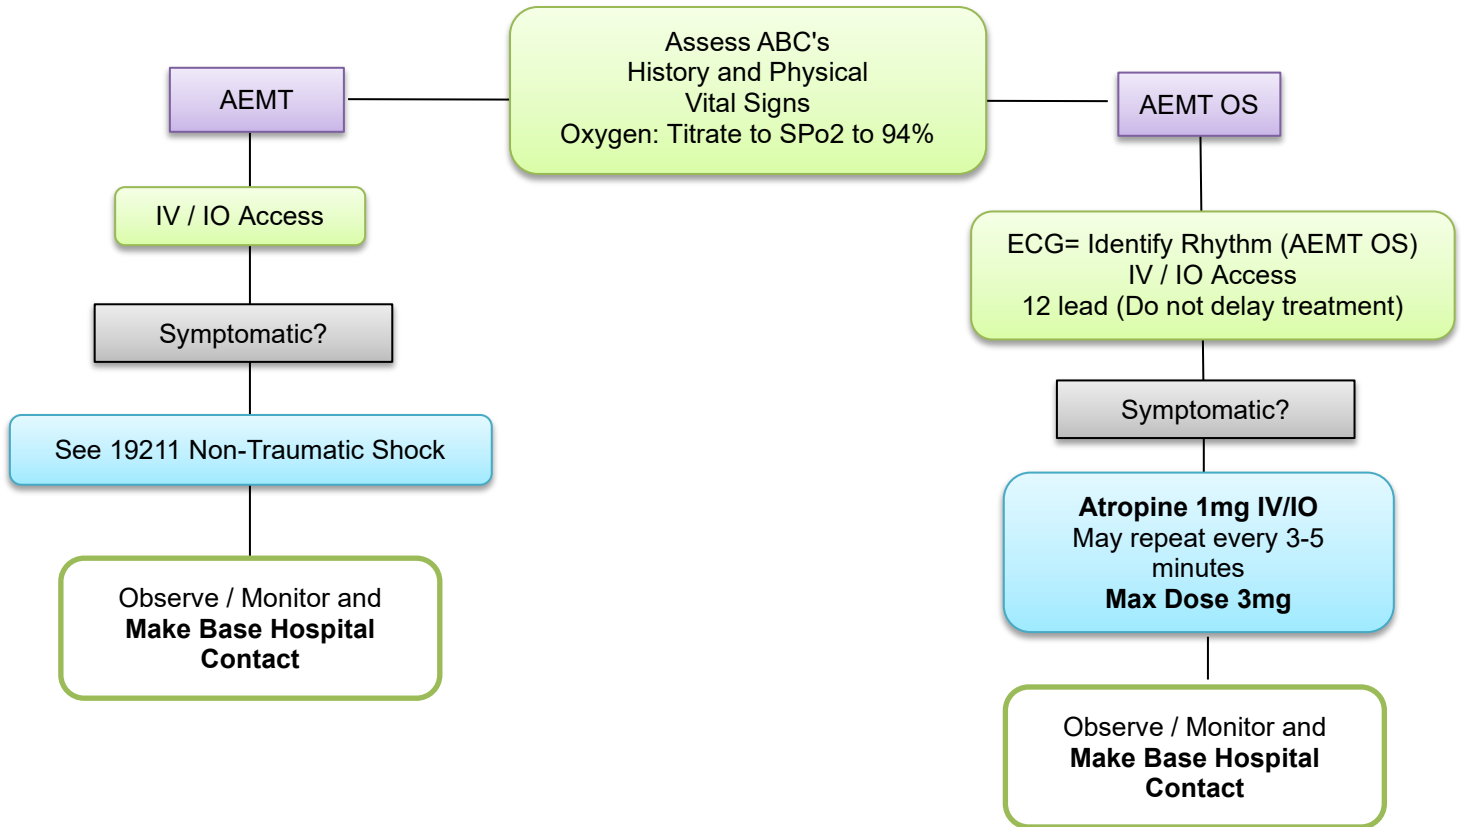 Assess ABC's
History and Physical
Vital Signs
Oxygen: Titrate to SPo2 to 94%
AEMT
IV / IO Access
Symptomatic?
See 19211 Non-Traumatic Shock
Observe / Monitor and
Make Base Hospital
Contact
AEMT OS
ECG= Identify Rhythm (AEMT OS)
IV / IO Access
12 lead (Do not delay treatment)
Symptomatic?
Atropine 1mg IV/IO
May repeat every 3-5
minutes
Max Dose 3mg
Observe / Monitor and
Make Base Hospital
Contact